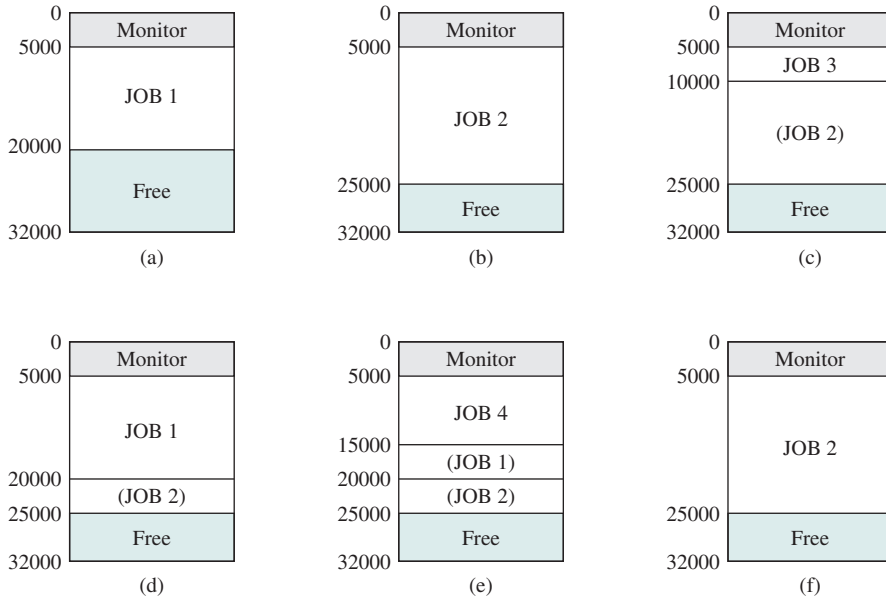 0
Monitor
5000
JOB 1
20000
Free
32000
(a)
0
Monitor
5000
JOB 2
25000
Free
32000
(b)
0
Monitor
5000
JOB 3
10000
(JOB 2)
25000
Free
32000
(c)
0
Monitor
5000
JOB 1
20000
(JOB 2)
25000
Free
32000
(d)
0
Monitor
5000
JOB 4
15000
(JOB 1)
20000
(JOB 2)
25000
Free
32000
(e)
0
Monitor
5000
JOB 2
25000
Free
32000
(f)